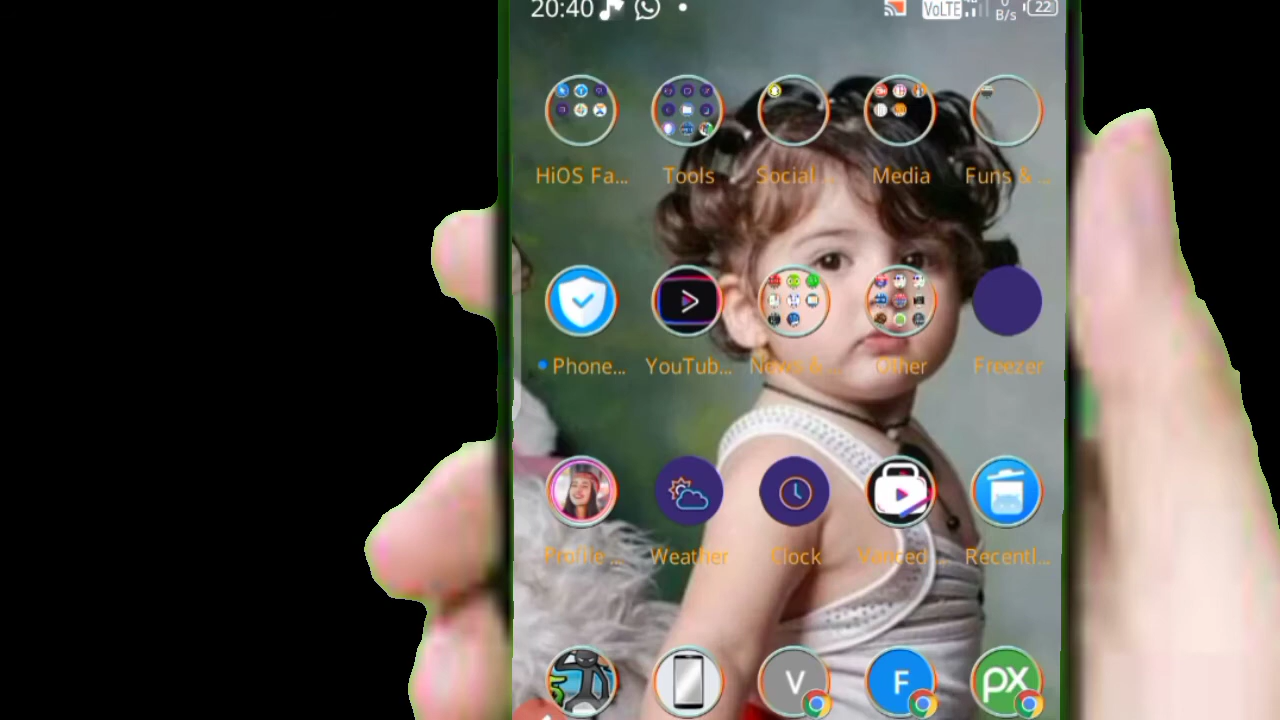 20:40 VoLTE 0 B/s 22
HiOS Fa... Tools Social ... Media Funs & ...
Phone... YouTub... News & ... Other Freezer
Profile ... Weather Clock Vanced ... Recentl...
V F px